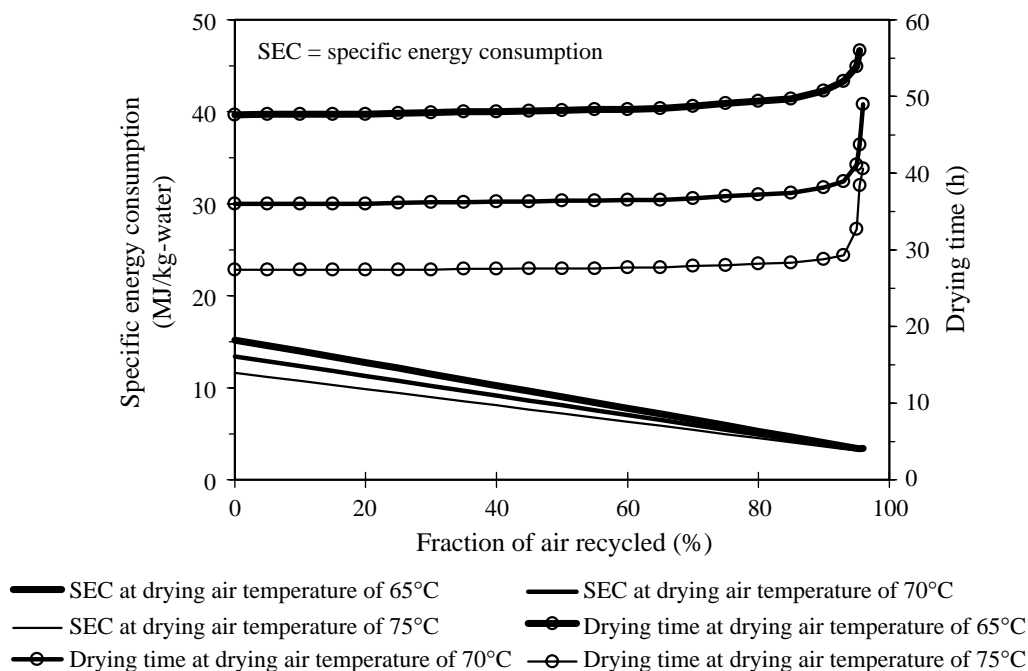 SEC = specific energy consumption
50
40
30
20
10
0
Specific energy consumption
(MJ/kg-water)
60
50
40
30
20
10
0
Drying time (h)
0
20
40
60
80
100
Fraction of air recycled (%)
SEC at drying air temperature of 65°C
SEC at drying air temperature of 70°C
SEC at drying air temperature of 75°C
Drying time at drying air temperature of 65°C
Drying time at drying air temperature of 70°C
Drying time at drying air temperature of 75°C